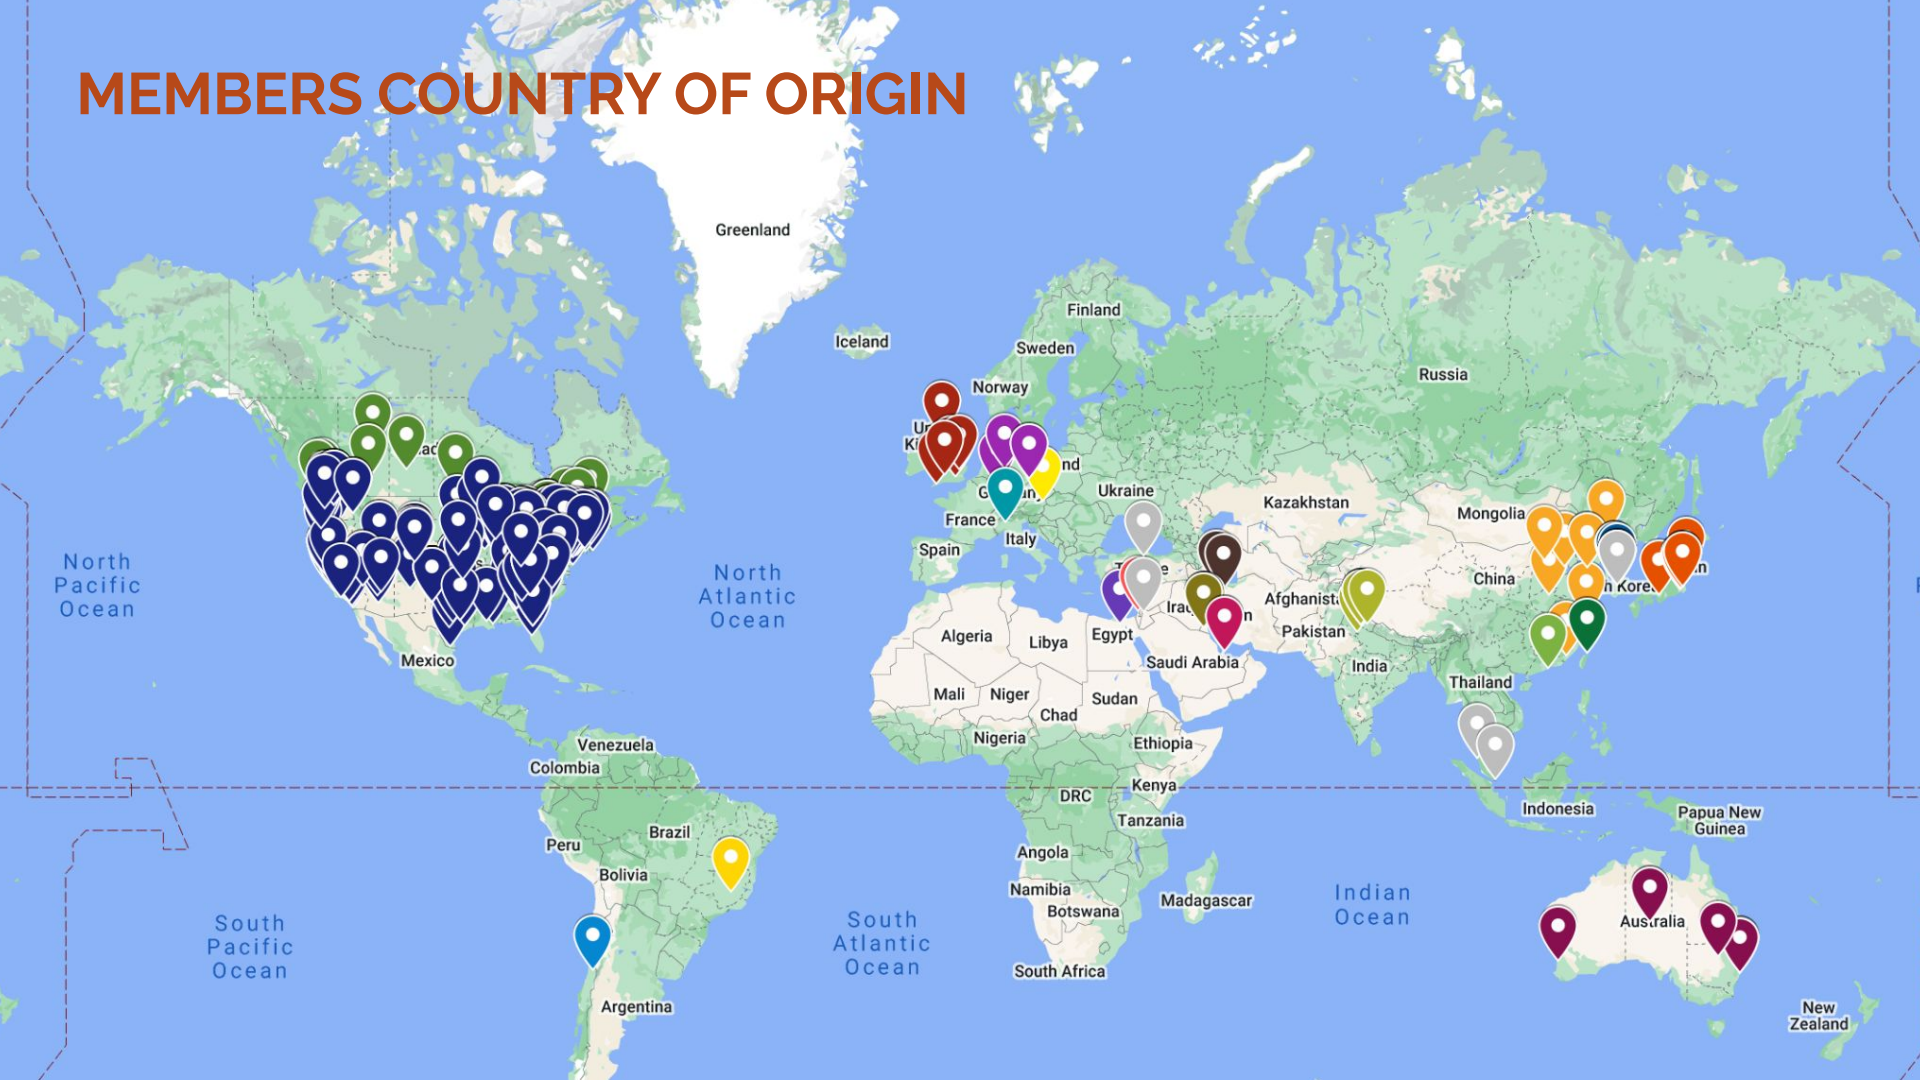 MEMBERS COUNTRY OF ORIGIN
Greenland
Finland
Iceland
Sweden
Norway
Russia
Ukraine
Kazakhstan
Mongolia
France
Spain
Italy
China
Afghanist
Pakistan
North
Pacific
Ocean
North
Atlantic
Ocean
Algeria
Libya
Egypt
Saudi Arabia
India
Thailand
Mexico
Mali
Niger
Chad
Sudan
Nigeria
Ethiopia
Venezuela
Colombia
DRC
Kenya
Tanzania
Indonesia
Papua New
Guinea
Brazil
Peru
Bolivia
Angola
Namibia
Botswana
Madagascar
South Africa
Indian
Ocean
Australia
South
Pacific
Ocean
South
Atlantic
Ocean
Argentina
New
Zealand